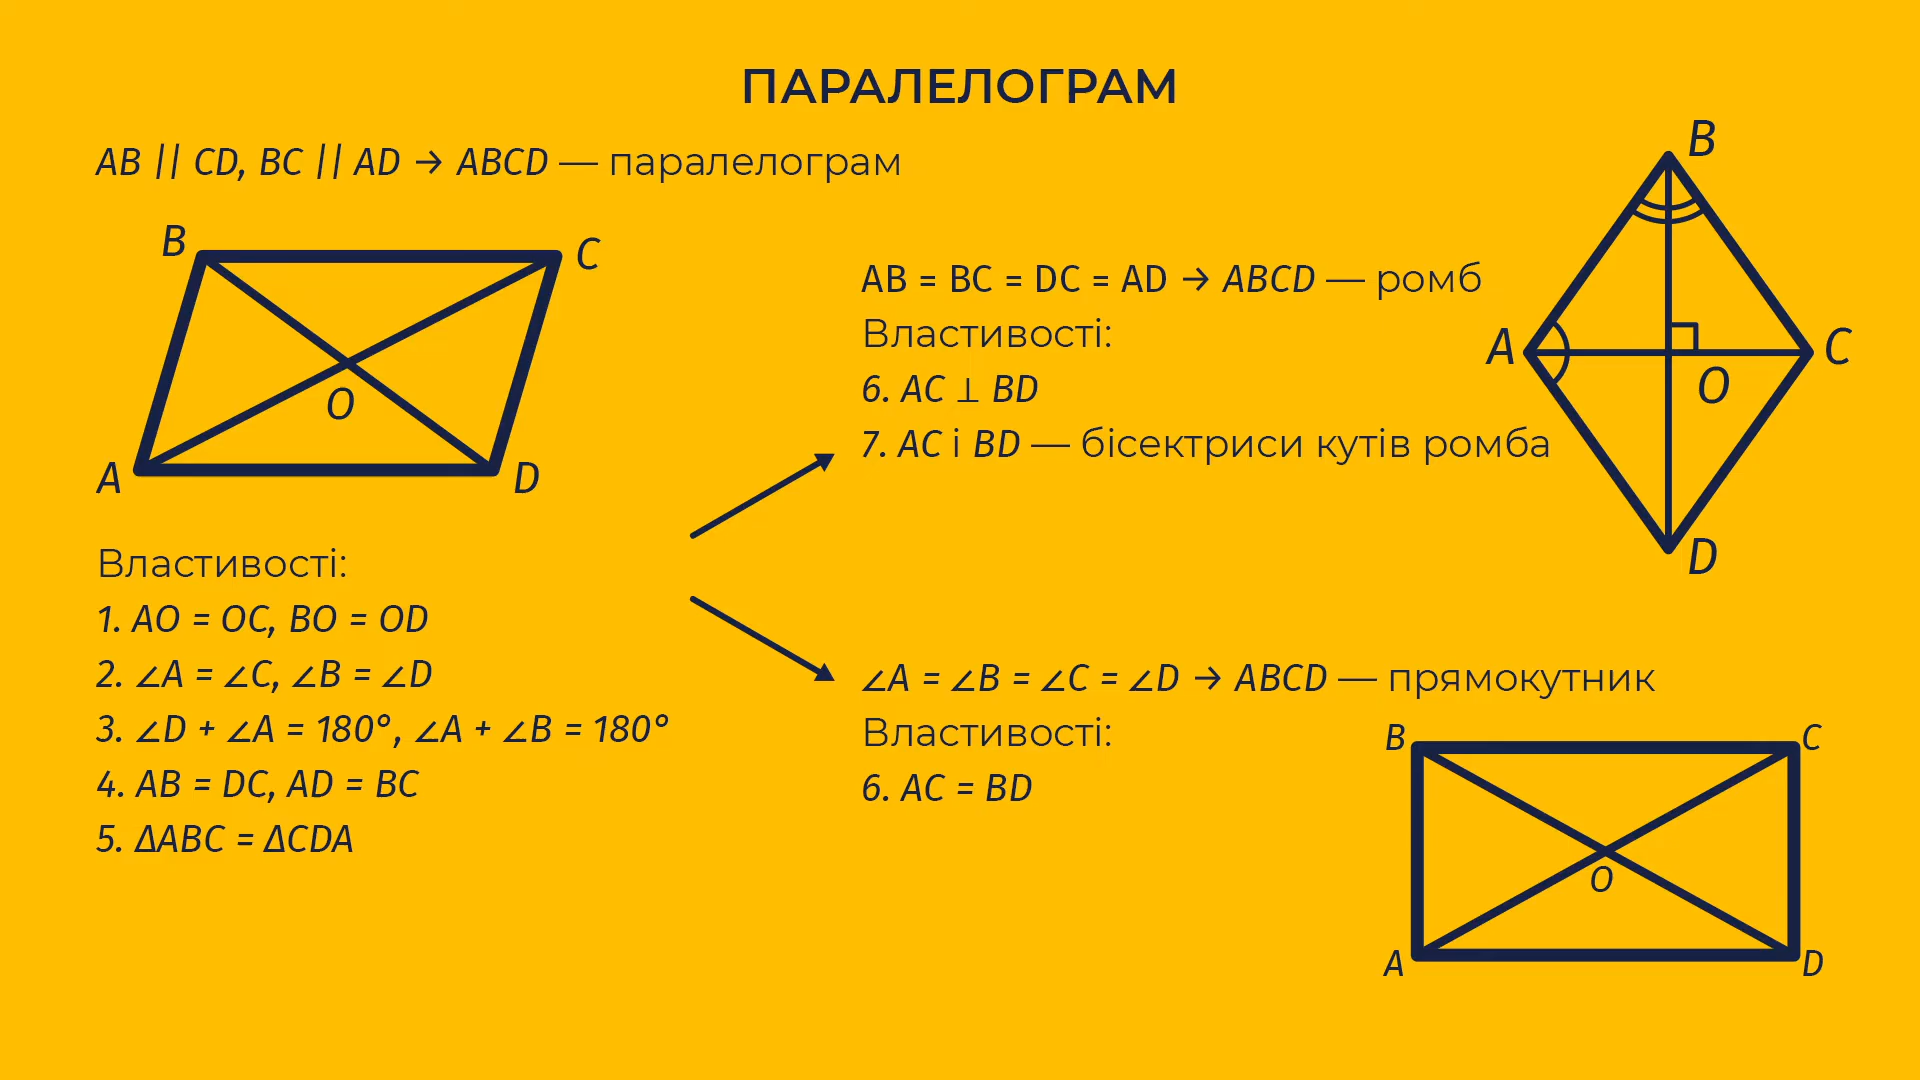 ПАРАЛЕЛОГРАМ
AB || CD, BC || AD → ABCD — паралелограм
B
C
O
A
D
Властивості:
1. AO = OC, BO = OD
2. ∠A = ∠C, ∠B = ∠D
3. ∠D + ∠A = 180°, ∠A + ∠B = 180°
4. AB = DC, AD = BC
5. ΔABC = ΔCDA
AB = BC = DC = AD → ABCD — ромб
Властивості:
6. AC ⊥ BD
7. AC і BD — бісектриси кутів ромба
B
A
C
O
D
∠A = ∠B = ∠C = ∠D → ABCD — прямокутник
Властивості:
6. AC = BD
B
C
O
A
D